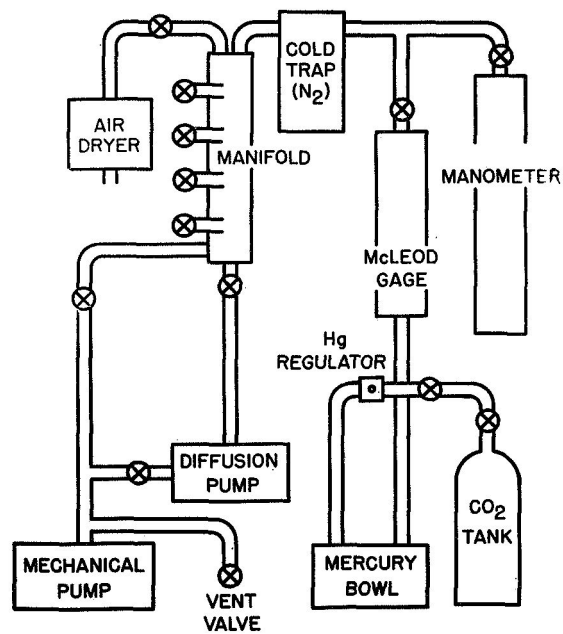 COLD
TRAP
(N2)
AIR
DRYER
MANIFOLD
MANOMETER
McLEOD
GAGE
Hg
REGULATOR
DIFFUSION
PUMP
CO2
TANK
MECHANICAL
PUMP
MERCURY
BOWL
VENT
VALVE